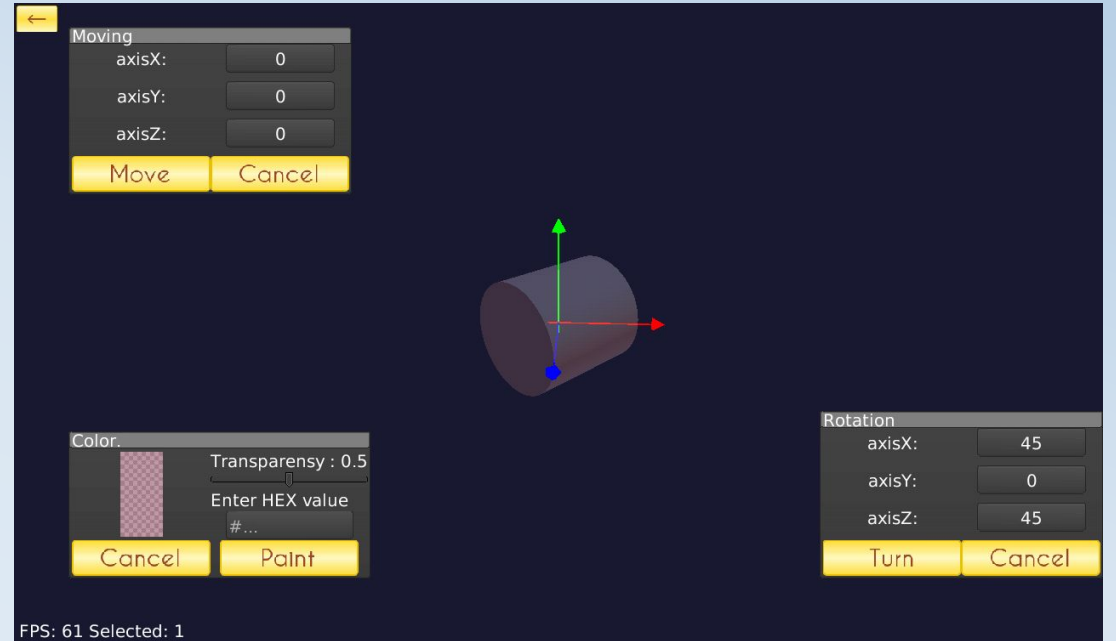 ←
Moving
axisX: 0
axisY: 0
axisZ: 0
Move Cancel
Color.
Transparensy : 0.5
Enter HEX value
#...
Cancel Paint
Rotation
axisX: 45
axisY: 0
axisZ: 45
Turn Cancel
FPS: 61 Selected: 1